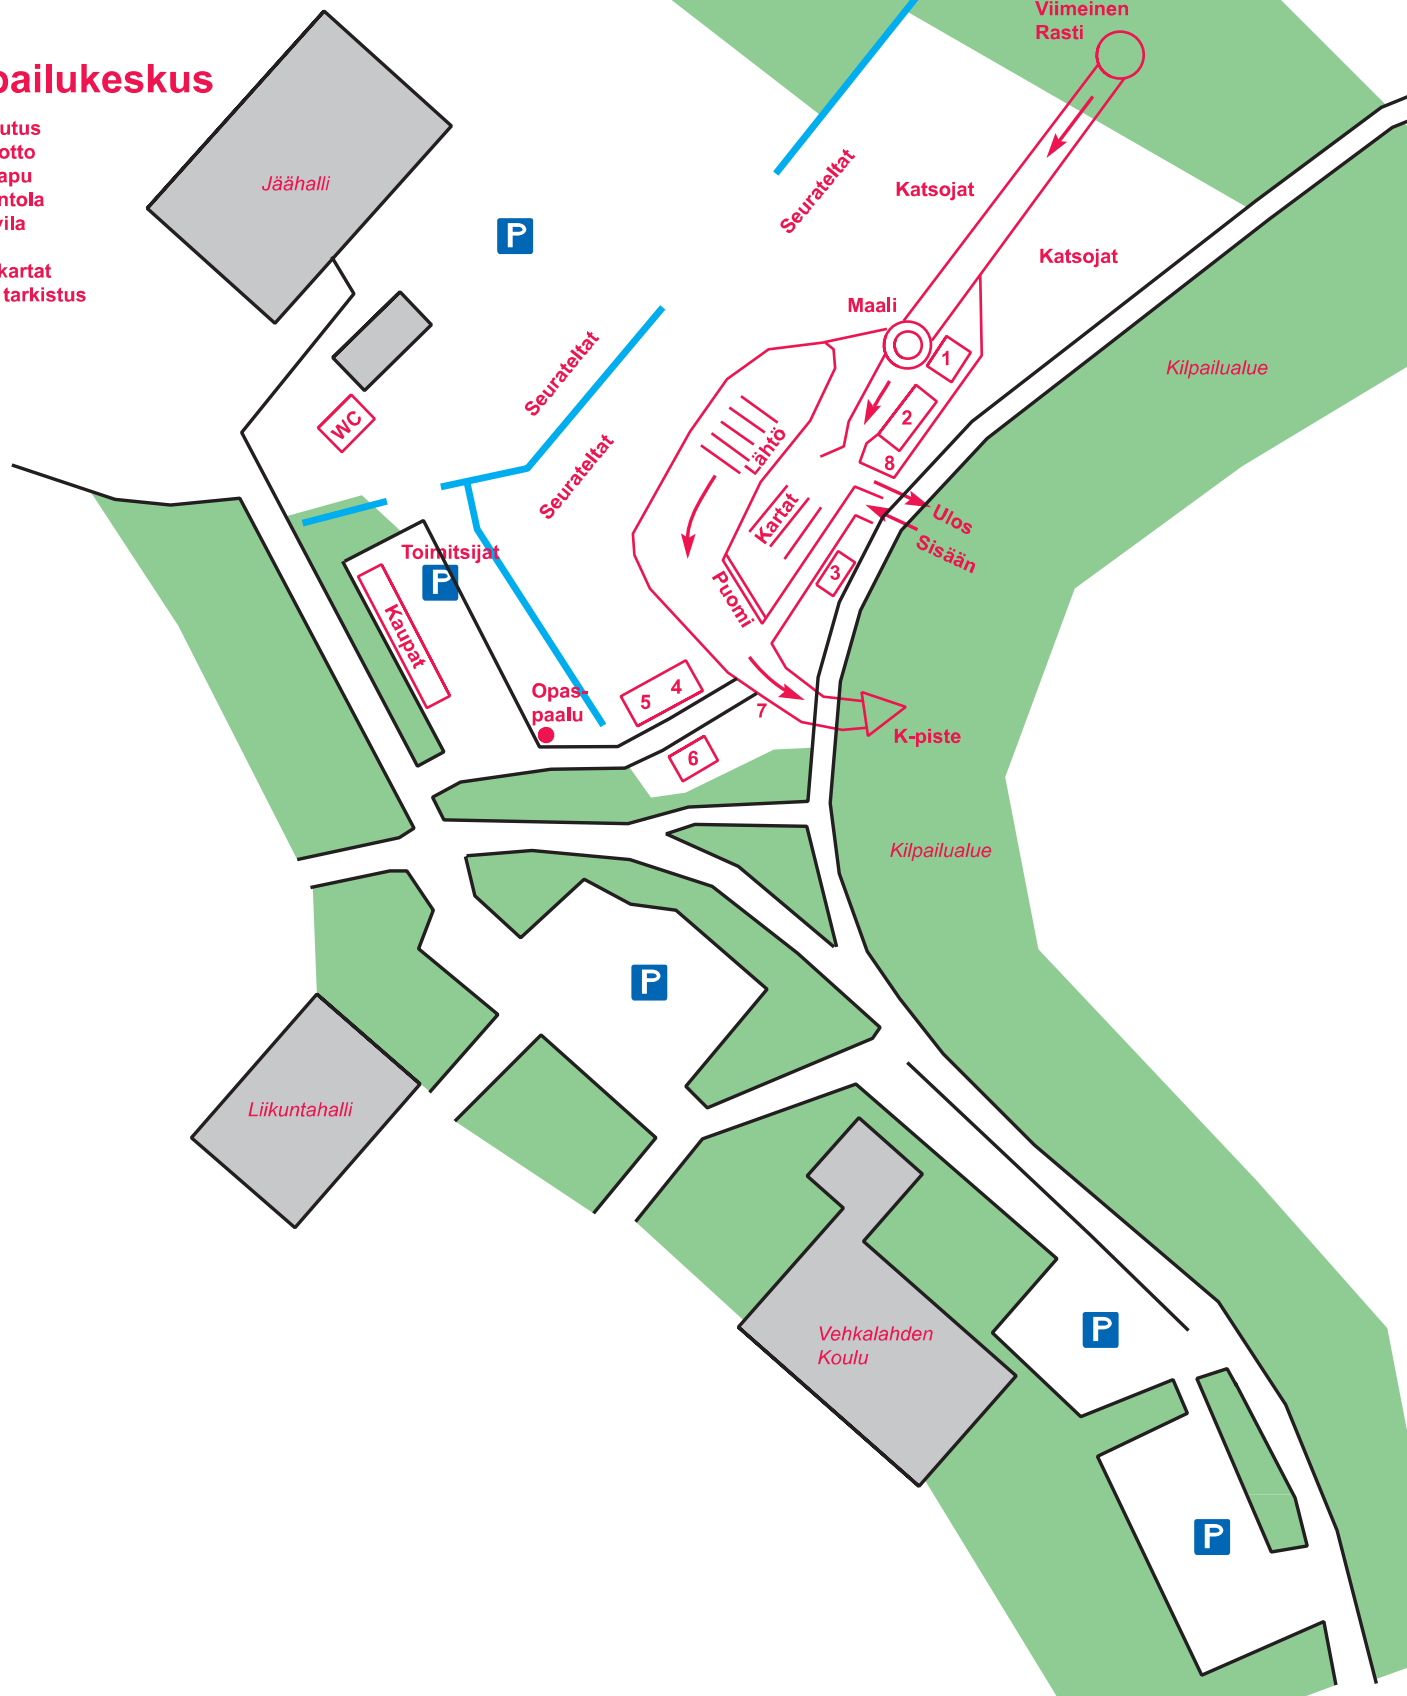 Viimeinen
Rasti
pailukeskus
utus
otto
apu
ntola
vila
kartat
tarkistus
Jäähalli
P
Seurateltat
Katsojat
Katsojat
Maali
1
Kilpailualue
Seurateltat
2
WC
Lähtö
8
Seurateltat
Kartat
Ulos
Sisään
Toimitsijat
P
3
Puomi
Kaupat
Opas-
paalu
5 4
7
K-piste
6
Kilpailualue
P
Liikuntahalli
Vehkalahden
Koulu
P
P